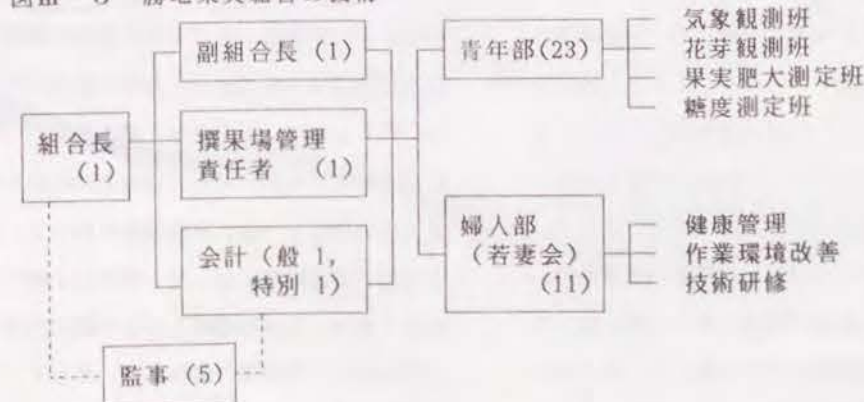 組合長
(1)
副組合長 (1)
撰果場管理
責任者 (1)
会計 (般 1,
特別 1)
監事 (5)
青年部(23)
気象観測班
花芽観測班
果実肥大測定班
糖度測定班
婦人部
(若妻会)
(11)
健康管理
作業環境改善
技術研修